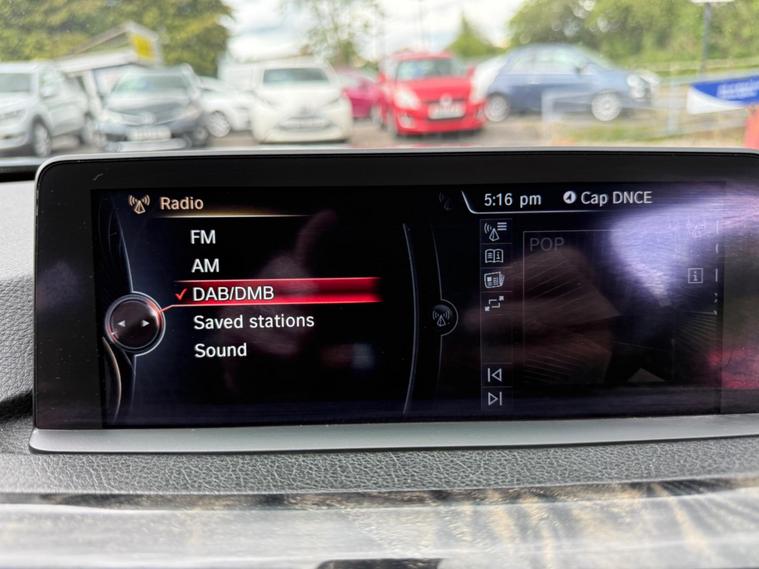 Radio
5:16 pm
Cap DNCE
FM
AM
DAB/DMB
Saved stations
Sound
POP